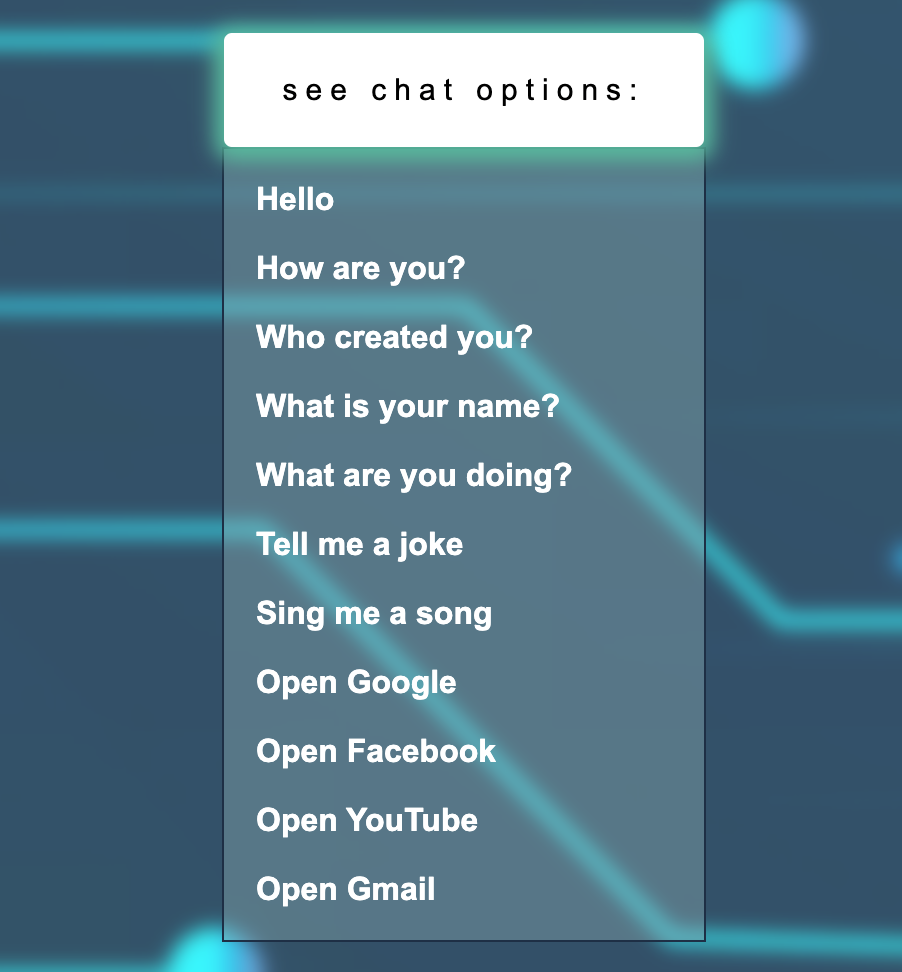 see chat options:
Hello
How are you?
Who created you?
What is your name?
What are you doing?
Tell me a joke
Sing me a song
Open Google
Open Facebook
Open YouTube
Open Gmail